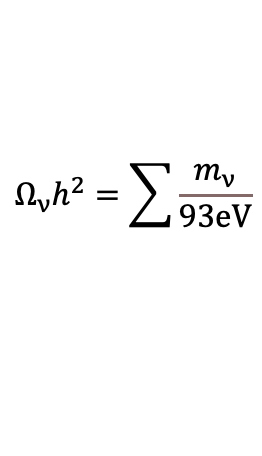 Ω_ν h² = ∑ m_ν / 93eV